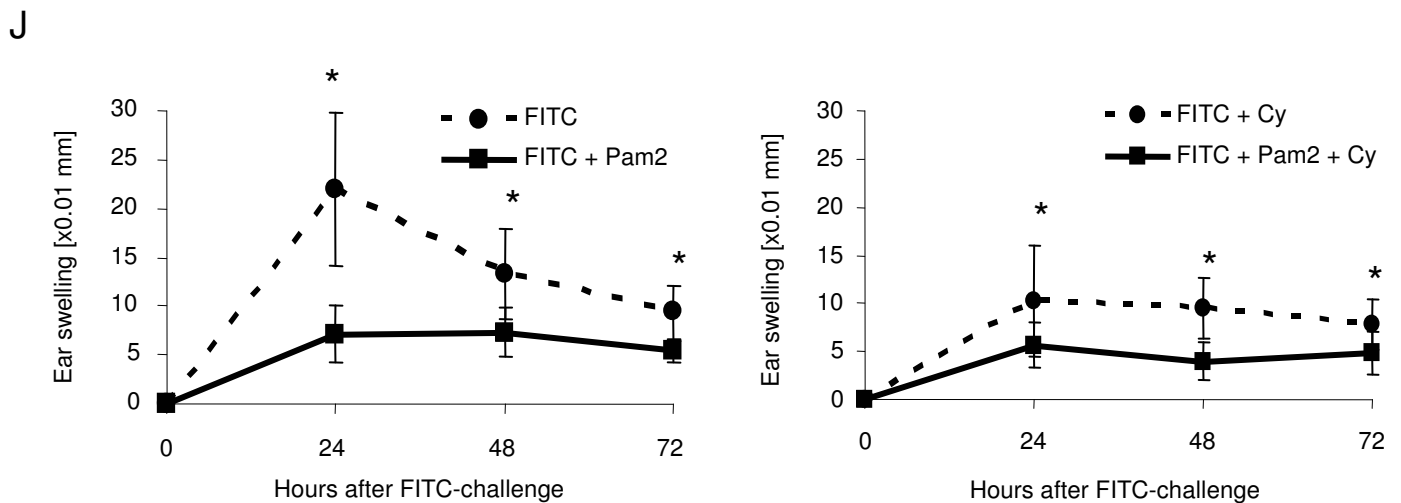 J
*
*
*
30
25
20
15
10
5
0
Ear swelling [x0.01 mm]
FITC
FITC + Pam2
0 24 48 72
Hours after FITC-challenge
*
*
*
30
25
20
15
10
5
0
Ear swelling [x0.01 mm]
FITC + Cy
FITC + Pam2 + Cy
0 24 48 72
Hours after FITC-challenge